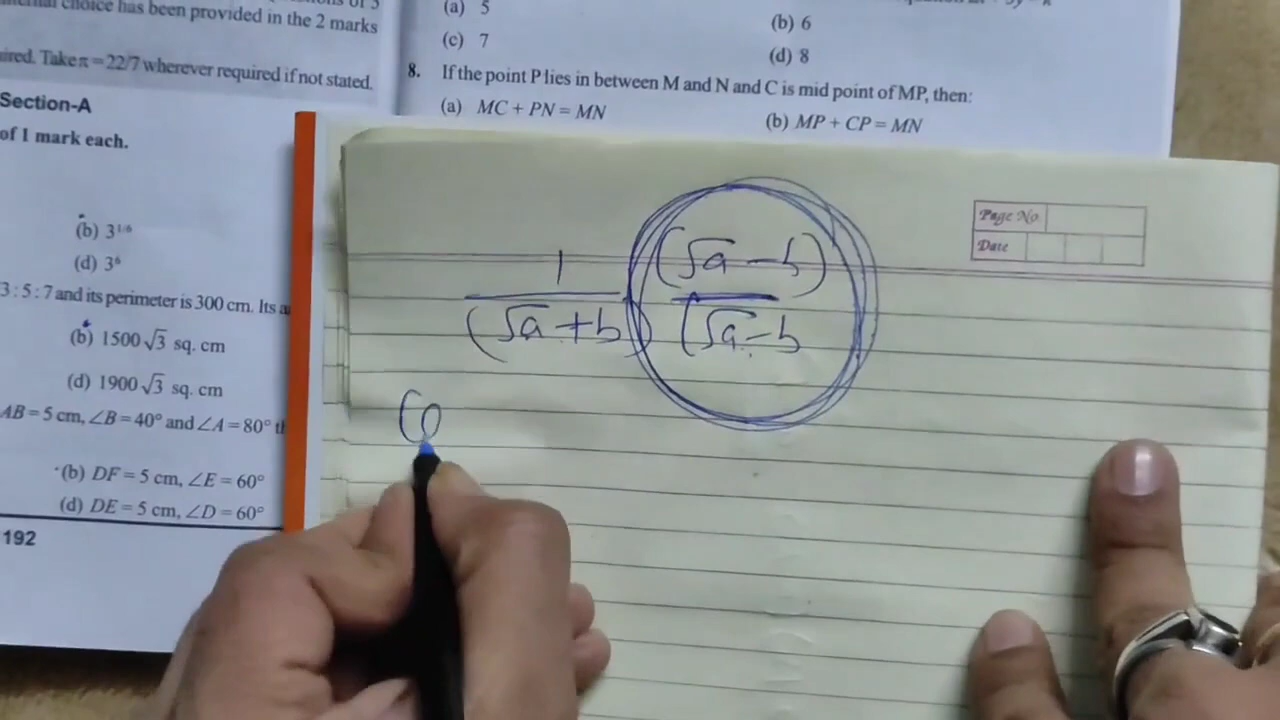 choice has been provided in the 2 marks
Take π = 22/7 wherever required if not stated.
Section-A
of 1 mark each.
(b) 3^1/6
(d) 3^6
3 : 5 : 7 and its perimeter is 300 cm. Its
(b) 1500 √3 sq. cm
(d) 1900 √3 sq. cm
AB = 5 cm, ∠B = 40° and ∠A = 80°
(b) DF = 5 cm, ∠E = 60°
(d) DE = 5 cm, ∠D = 60°
192
(a) 5
(b) 6
(c) 7
(d) 8
8. If the point P lies in between M and N and C is mid point of MP, then:
(a) MC + PN = MN
(b) MP + CP = MN
Page No.
Date
1 (√a - b)
(√a + b) (√a - b